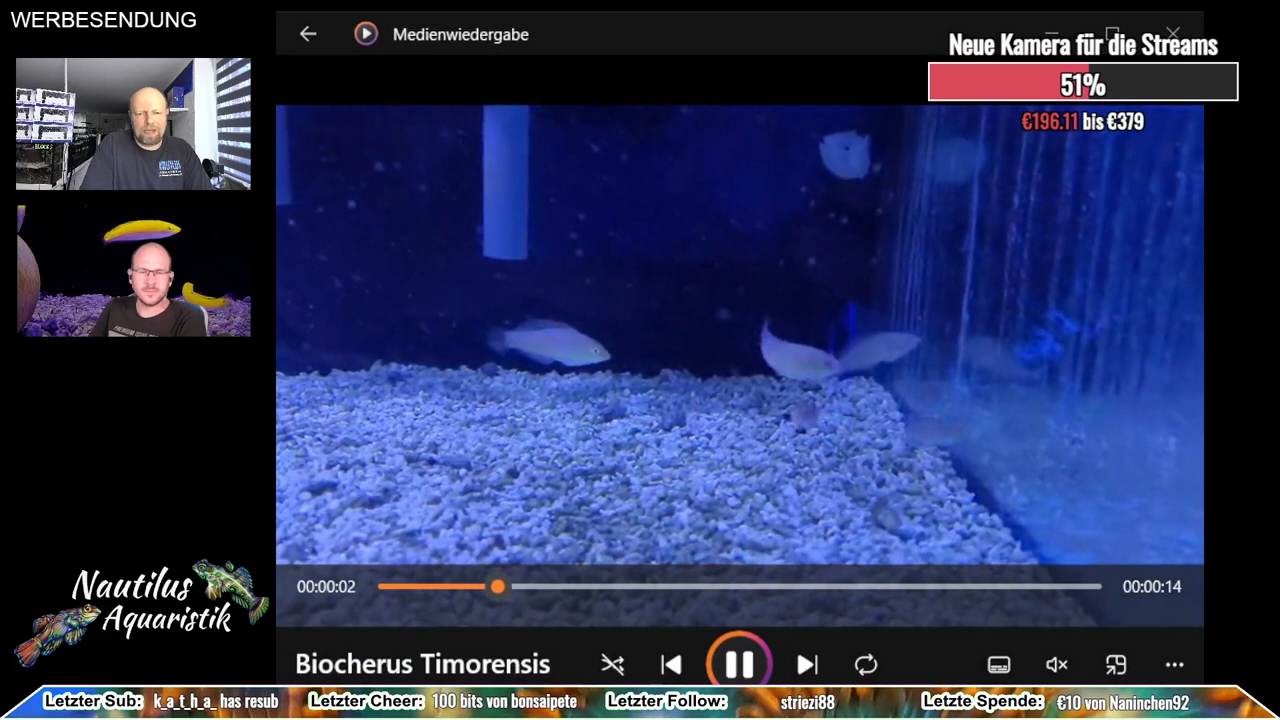 WERBESENDUNG
Medienwiedergabe
Neue Kamera für die Streams
51%
€196.11 bis €379
00:00:02
00:00:14
Nautilus
Aquaristik
Biocherus Timorensis
Letzter Sub: k_a_t_h_a_ has resub
Letzter Cheer: 100 bits von bonsaipete
Letzter Follow: striezi88
Letzte Spende: €10 von Naninchen92